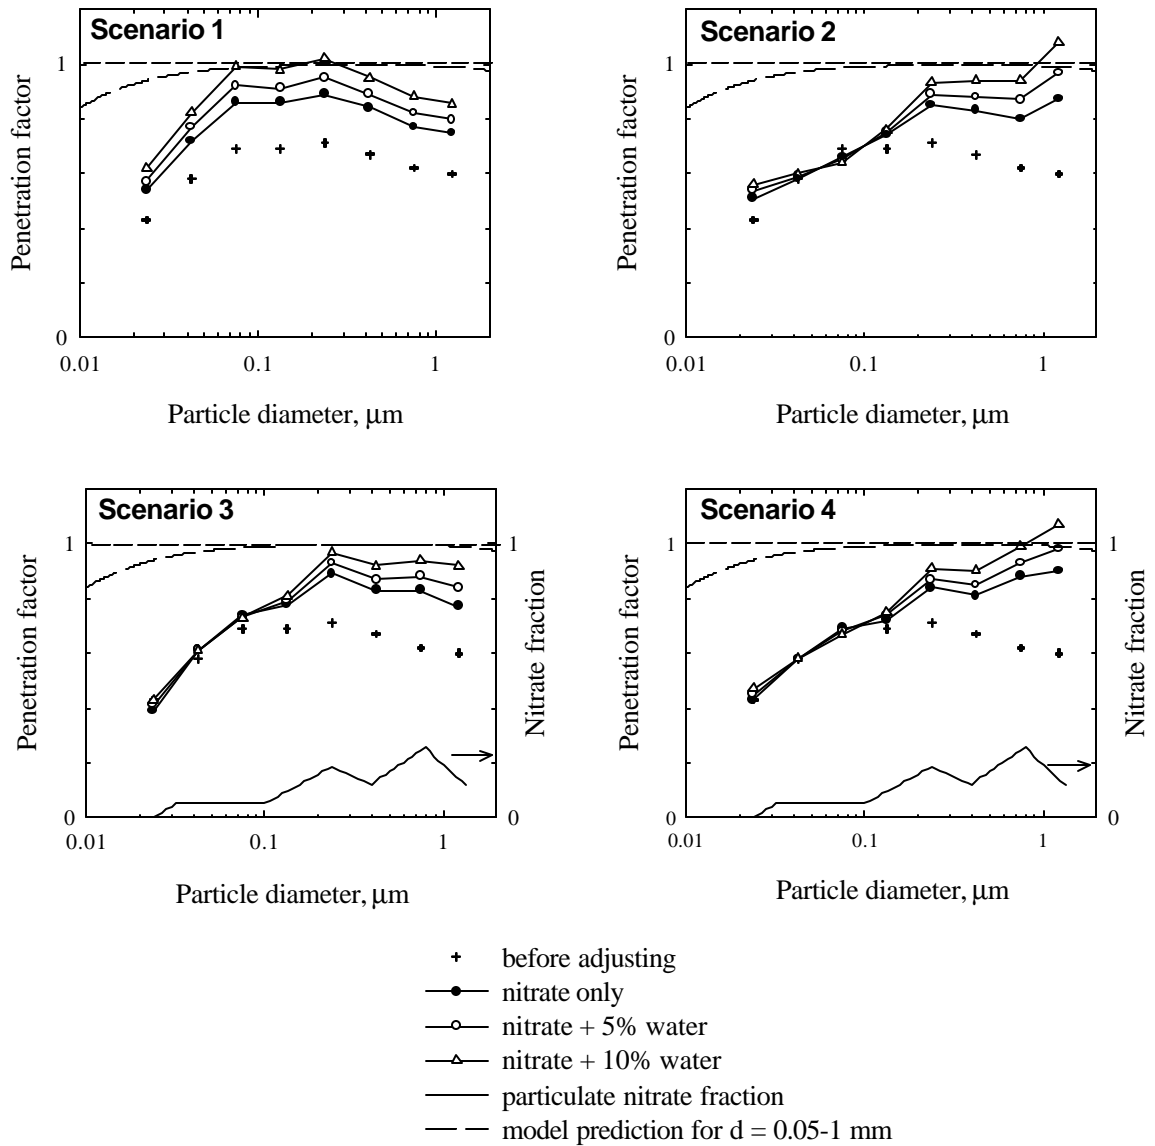 Scenario 1
Penetration factor
1
0
0.01
0.1
1
Particle diameter, μm
Scenario 2
Penetration factor
1
0
0.01
0.1
1
Particle diameter, μm
Scenario 3
Penetration factor
1
0
0.01
0.1
1
1
0
Nitrate fraction
Particle diameter, μm
Scenario 4
Penetration factor
1
0
0.01
0.1
1
1
0
Nitrate fraction
Particle diameter, μm
before adjusting
nitrate only
nitrate + 5% water
nitrate + 10% water
particulate nitrate fraction
model prediction for d = 0.05-1 mm